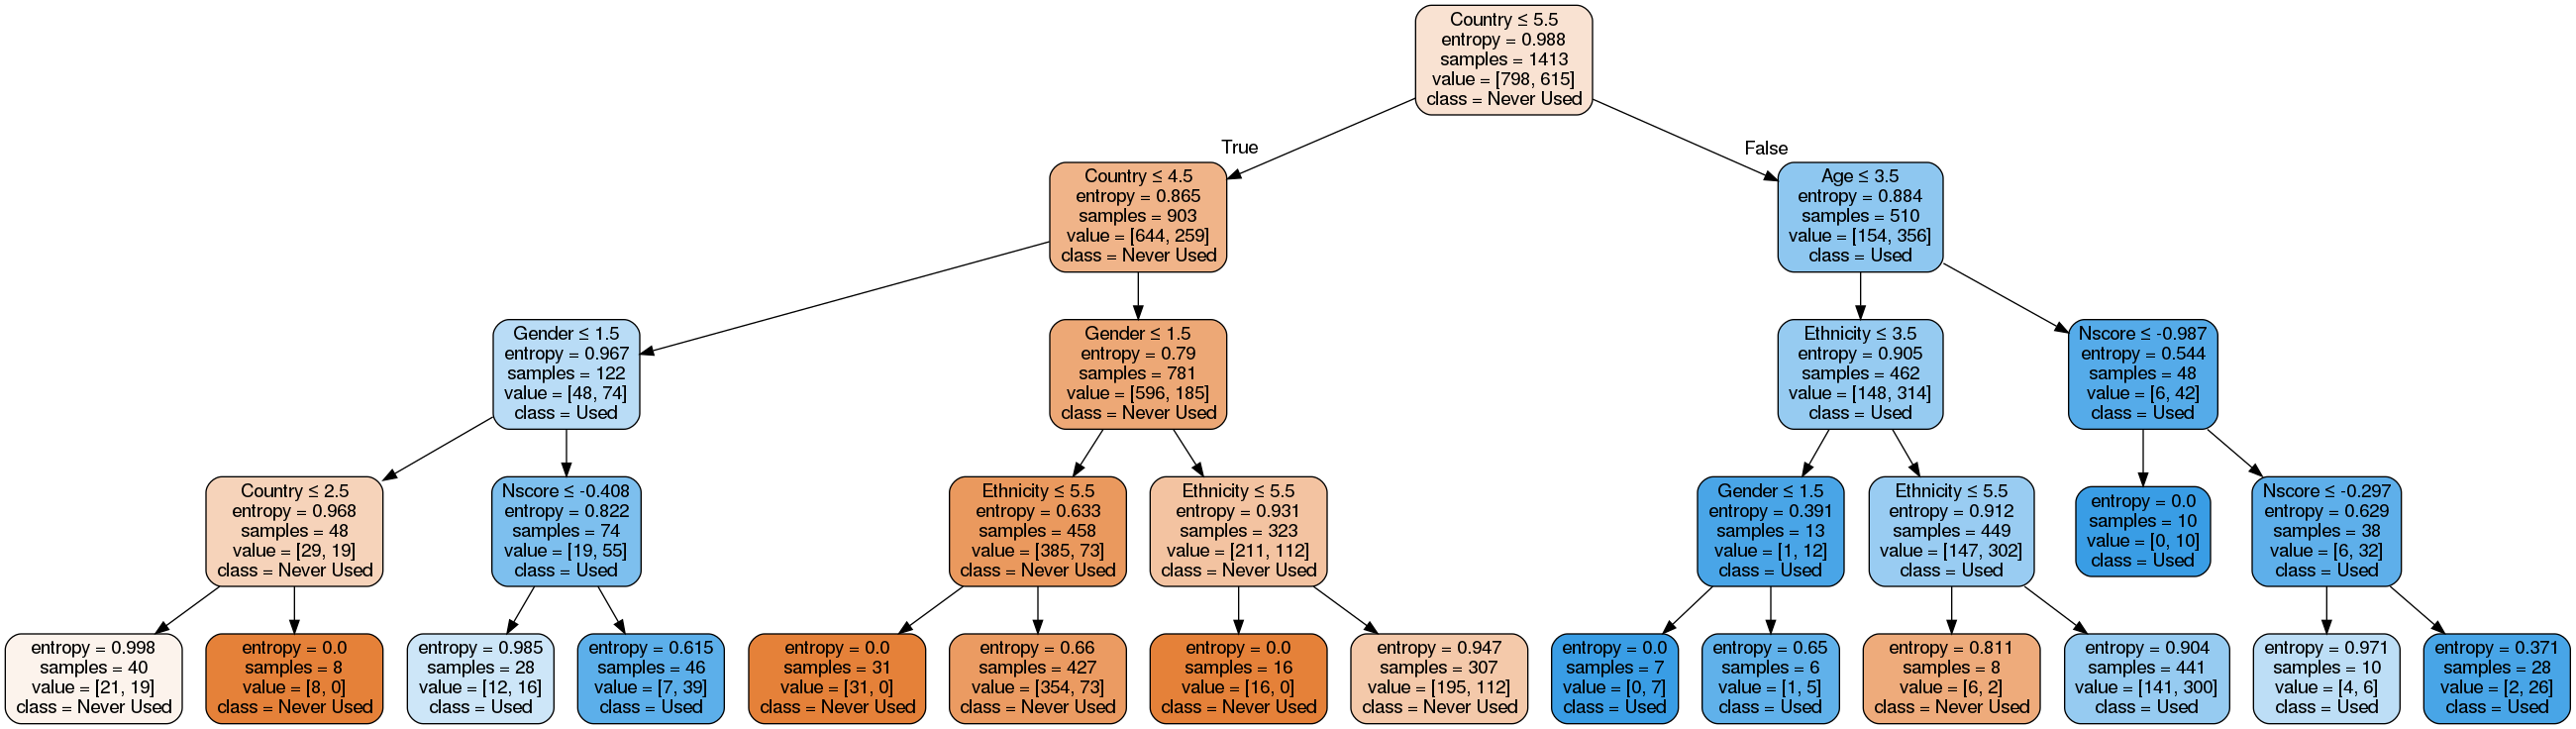 Country ≤ 5.5
entropy = 0.988
samples = 1413
value = [798, 615]
class = Never Used
True
False
Country ≤ 4.5
entropy = 0.865
samples = 903
value = [644, 259]
class = Never Used
Age ≤ 3.5
entropy = 0.884
samples = 510
value = [154, 356]
class = Used
Gender ≤ 1.5
entropy = 0.967
samples = 122
value = [48, 74]
class = Used
Gender ≤ 1.5
entropy = 0.79
samples = 781
value = [596, 185]
class = Never Used
Ethnicity ≤ 3.5
entropy = 0.905
samples = 462
value = [148, 314]
class = Used
Nscore ≤ -0.987
entropy = 0.544
samples = 48
value = [6, 42]
class = Used
Country ≤ 2.5
entropy = 0.968
samples = 48
value = [29, 19]
class = Never Used
Nscore ≤ -0.408
entropy = 0.822
samples = 74
value = [19, 55]
class = Used
Ethnicity ≤ 5.5
entropy = 0.633
samples = 458
value = [385, 73]
class = Never Used
Ethnicity ≤ 5.5
entropy = 0.931
samples = 323
value = [211, 112]
class = Never Used
Gender ≤ 1.5
entropy = 0.391
samples = 13
value = [1, 12]
class = Used
Ethnicity ≤ 5.5
entropy = 0.912
samples = 449
value = [147, 302]
class = Used
entropy = 0.0
samples = 10
value = [0, 10]
class = Used
Nscore ≤ -0.297
entropy = 0.629
samples = 38
value = [6, 32]
class = Used
entropy = 0.998
samples = 40
value = [21, 19]
class = Never Used
entropy = 0.0
samples = 8
value = [8, 0]
class = Never Used
entropy = 0.985
samples = 28
value = [12, 16]
class = Used
entropy = 0.615
samples = 46
value = [7, 39]
class = Used
entropy = 0.0
samples = 31
value = [31, 0]
class = Never Used
entropy = 0.66
samples = 427
value = [354, 73]
class = Never Used
entropy = 0.0
samples = 16
value = [16, 0]
class = Never Used
entropy = 0.947
samples = 307
value = [195, 112]
class = Never Used
entropy = 0.0
samples = 7
value = [0, 7]
class = Used
entropy = 0.65
samples = 6
value = [1, 5]
class = Used
entropy = 0.811
samples = 8
value = [6, 2]
class = Never Used
entropy = 0.904
samples = 441
value = [141, 300]
class = Used
entropy = 0.971
samples = 10
value = [4, 6]
class = Used
entropy = 0.371
samples = 28
value = [2, 26]
class = Used